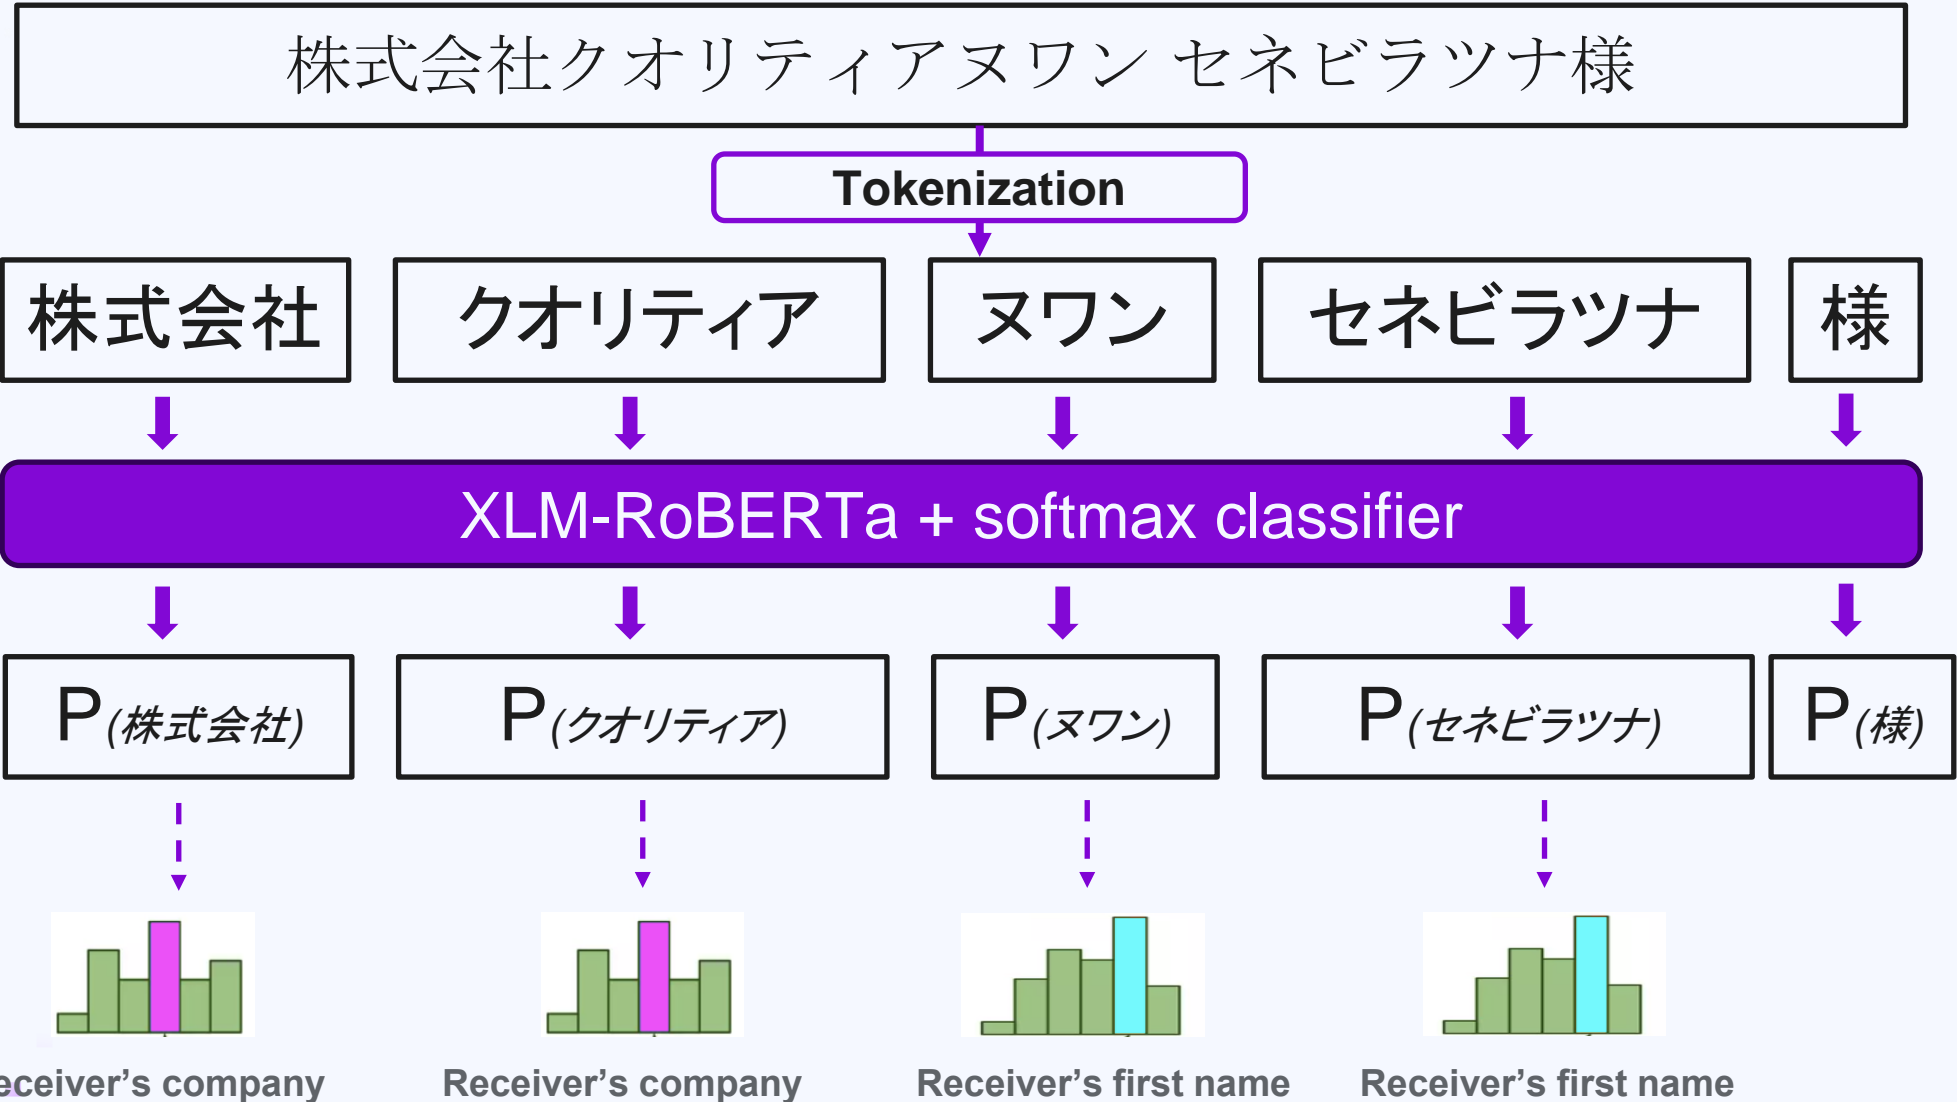 株式会社クオリティアヌワン セネビラツナ様
Tokenization
株式会社 クオリティア ヌワン セネビラツナ 様
XLM-RoBERTa + softmax classifier
P(株式会社) P(クオリティア) P(ヌワン) P(セネビラツナ) P(様)
eceiver's company Receiver's company Receiver's first name Receiver's first name